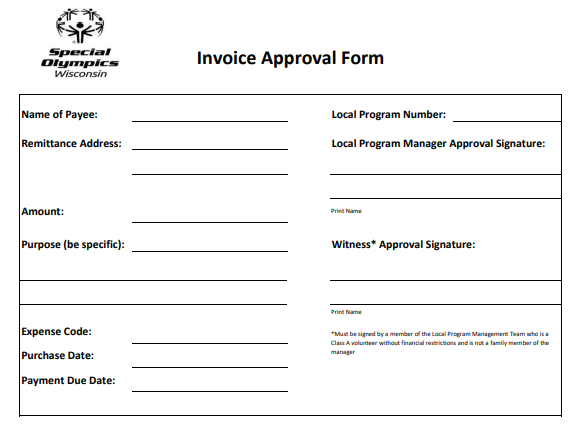 Special
Olympics
Wisconsin
Invoice Approval Form
Name of Payee:
Remittance Address:
Amount:
Purpose (be specific):
Expense Code:
Purchase Date:
Payment Due Date:
Local Program Number:
Local Program Manager Approval Signature:
Print Name
Witness* Approval Signature:
Print Name
*Must be signed by a member of the Local Program Management Team who is a
Class A volunteer without financial restrictions and is not a family member of the
manager